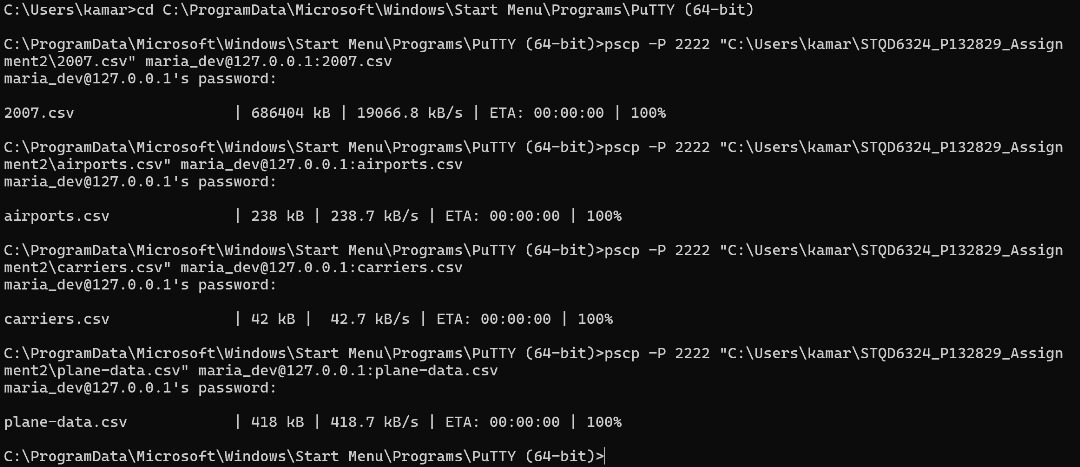 C:\Users\kamar>cd C:\ProgramData\Microsoft\Windows\Start Menu\Programs\PuTTY (64-bit)
C:\ProgramData\Microsoft\Windows\Start Menu\Programs\PuTTY (64-bit)>pscp -P 2222 "C:\Users\kamar\STQD6324_P132829_Assign
ment2\2007.csv" maria_dev@127.0.0.1:2007.csv
maria_dev@127.0.0.1's password:
2007.csv | 686404 kB | 19066.8 kB/s | ETA: 00:00:00 | 100%
C:\ProgramData\Microsoft\Windows\Start Menu\Programs\PuTTY (64-bit)>pscp -P 2222 "C:\Users\kamar\STQD6324_P132829_Assign
ment2\airports.csv" maria_dev@127.0.0.1:airports.csv
maria_dev@127.0.0.1's password:
airports.csv | 238 kB | 238.7 kB/s | ETA: 00:00:00 | 100%
C:\ProgramData\Microsoft\Windows\Start Menu\Programs\PuTTY (64-bit)>pscp -P 2222 "C:\Users\kamar\STQD6324_P132829_Assign
ment2\carriers.csv" maria_dev@127.0.0.1:carriers.csv
maria_dev@127.0.0.1's password:
carriers.csv | 42 kB | 42.7 kB/s | ETA: 00:00:00 | 100%
C:\ProgramData\Microsoft\Windows\Start Menu\Programs\PuTTY (64-bit)>pscp -P 2222 "C:\Users\kamar\STQD6324_P132829_Assign
ment2\plane-data.csv" maria_dev@127.0.0.1:plane-data.csv
maria_dev@127.0.0.1's password:
plane-data.csv | 418 kB | 418.7 kB/s | ETA: 00:00:00 | 100%
C:\ProgramData\Microsoft\Windows\Start Menu\Programs\PuTTY (64-bit)>